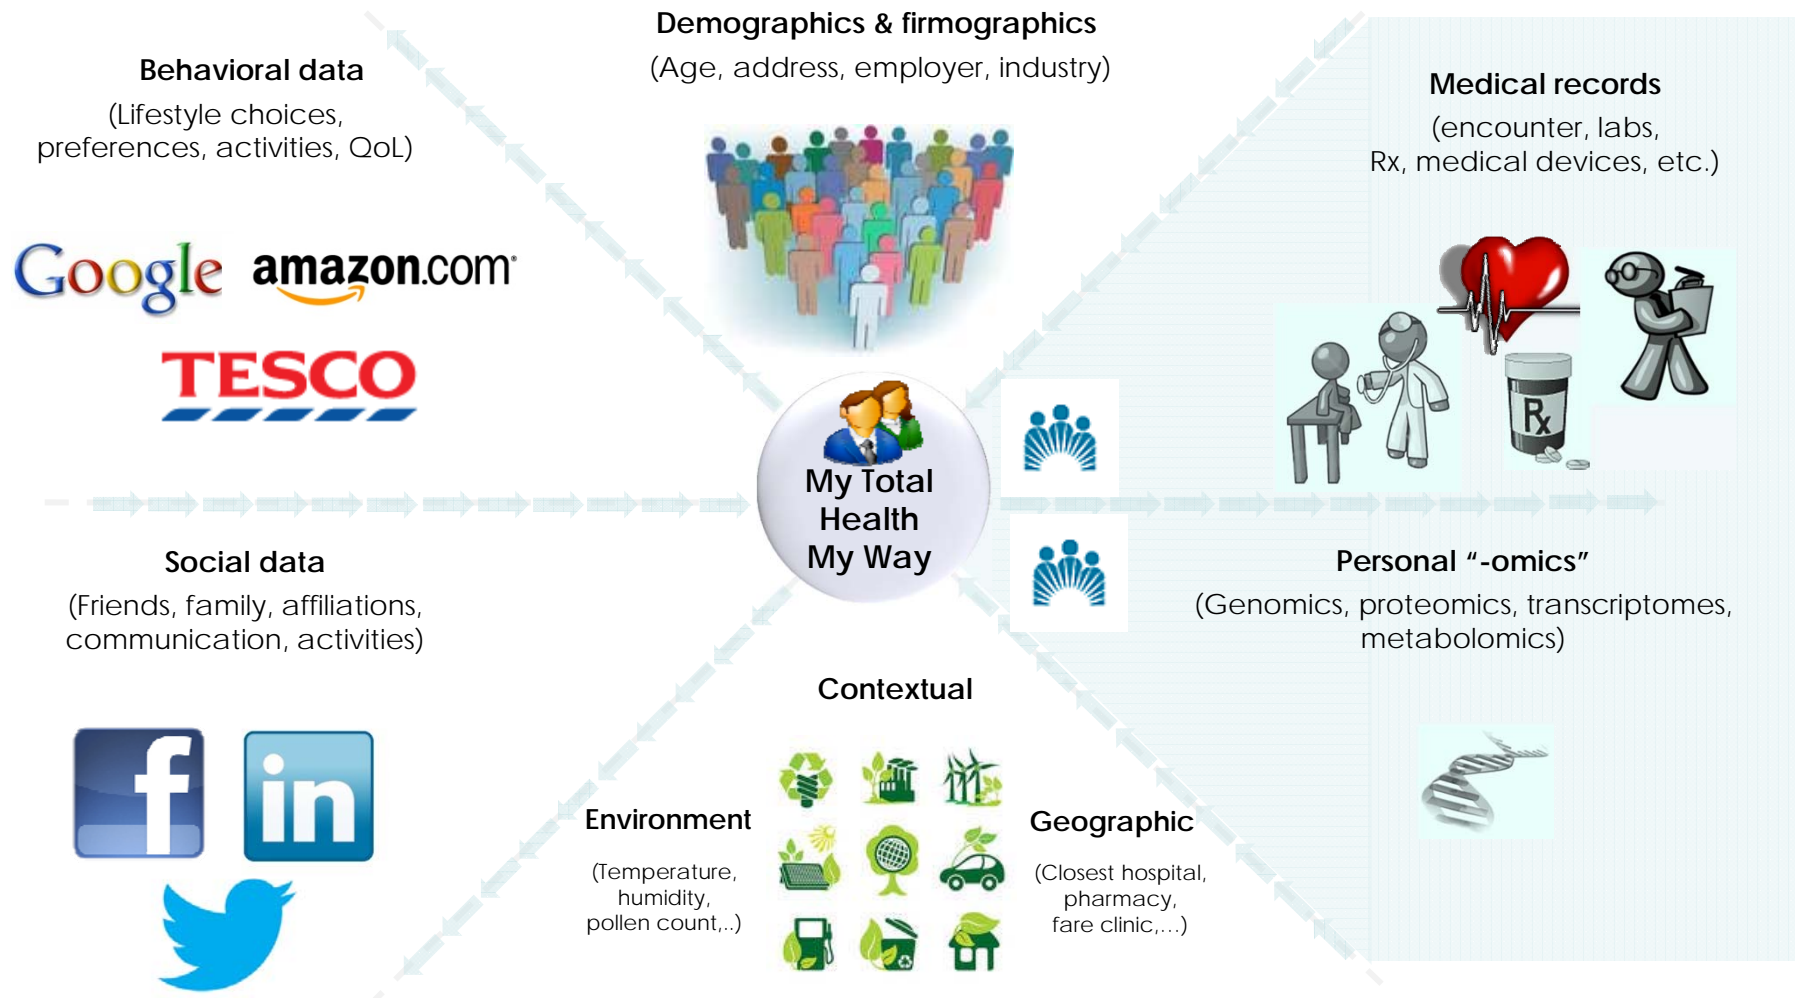 Demographics & firmographics
(Age, address, employer, industry)
Behavioral data
(Lifestyle choices,
preferences, activities, QoL)
Google
amazon.com
TESCO
Medical records
(encounter, labs,
Rx, medical devices, etc.)
Rx
My Total
Health
My Way
Social data
(Friends, family, affiliations,
communication, activities)
f
in
Personal “-omics”
(Genomics, proteomics, transcriptomes,
metabolomics)
Contextual
Environment
(Temperature,
humidity,
pollen count,..)
Geographic
(Closest hospital,
pharmacy,
fare clinic,...)